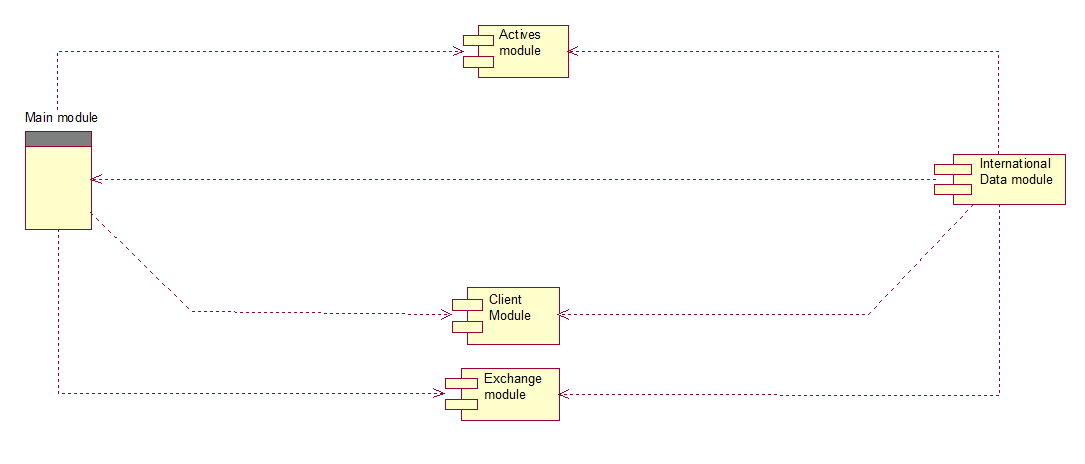 Actives
module
Main module
International
Data module
Client
Module
Exchange
module